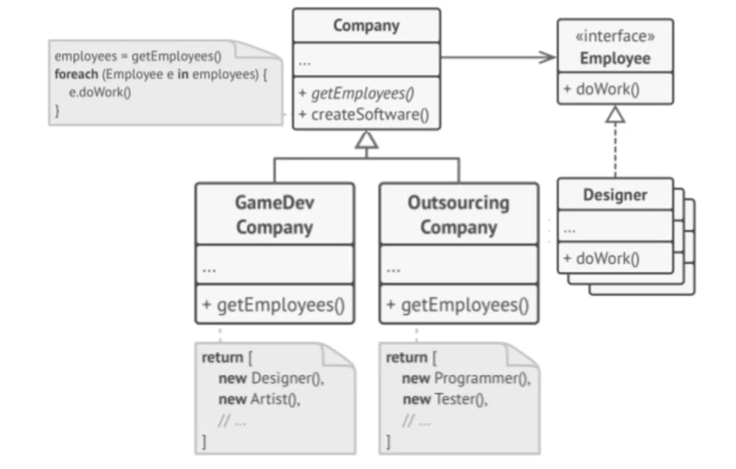 employees = getEmployees()
foreach (Employee e in employees) {
e.doWork()
}
Company
...
+ getEmployees()
+ createSoftware()
«interface»
Employee
+ doWork()
GameDev
Company
...
+ getEmployees()
Outsourcing
Company
...
+ getEmployees()
Designer
...
+ doWork()
return [
new Designer(),
new Artist(),
// ...
]
return [
new Programmer(),
new Tester(),
// ...
]